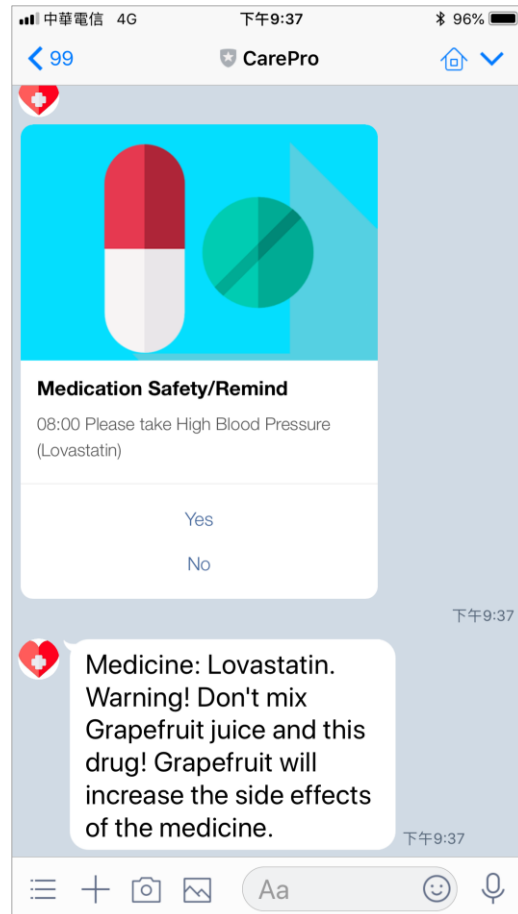 中華電信 4G 下午9:37 96%
99 CarePro
Medication Safety/Remind
08:00 Please take High Blood Pressure
(Lovastatin)
Yes
No
下午9:37
Medicine: Lovastatin.
Warning! Don't mix
Grapefruit juice and this
drug! Grapefruit will
increase the side effects
of the medicine.
下午9:37
Aa